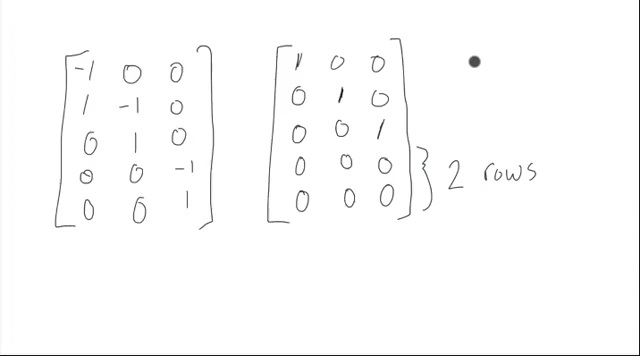 -1 0 0 1 0 0
1 -1 0 0 1 0
0 1 0 0 0 1
0 0 -1 0 0 0
0 0 1 0 0 0
2 rows